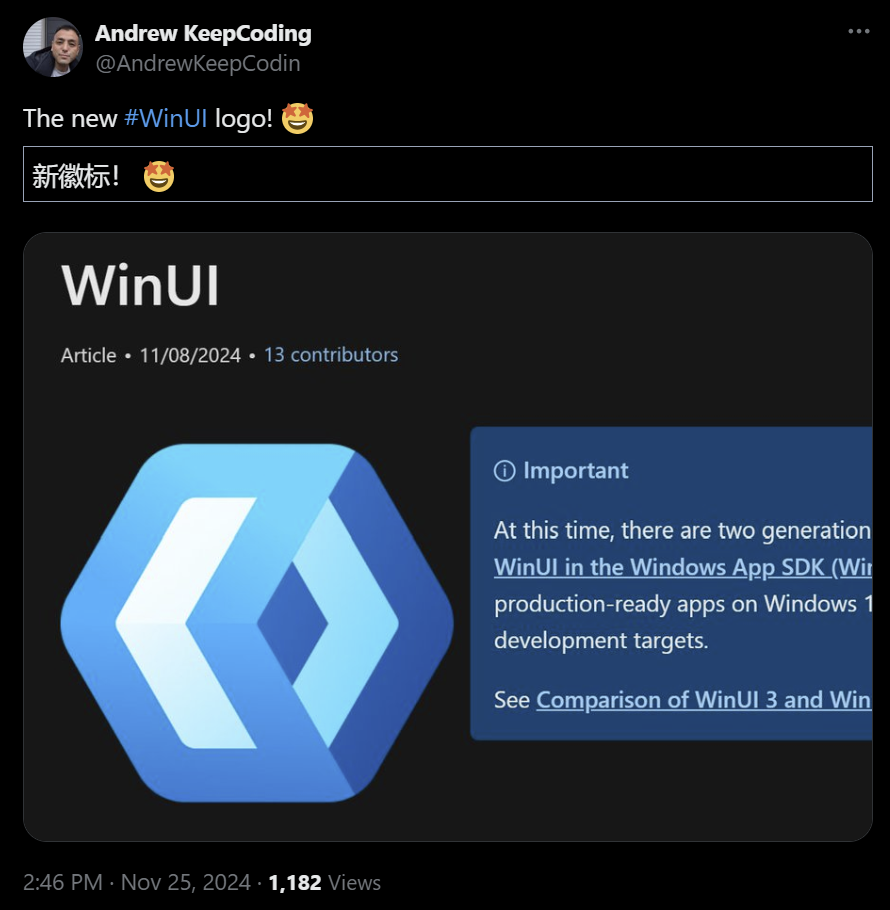 Andrew KeepCoding
@AndrewKeepCodin
The new #WinUI logo! 🤩
新徽标！ 🤩
WinUI
Article • 11/08/2024 • 13 contributors
Important
At this time, there are two generation
WinUI in the Windows App SDK (Win
production-ready apps on Windows 1
development targets.
See Comparison of WinUI 3 and Win
2:46 PM · Nov 25, 2024 · 1,182 Views